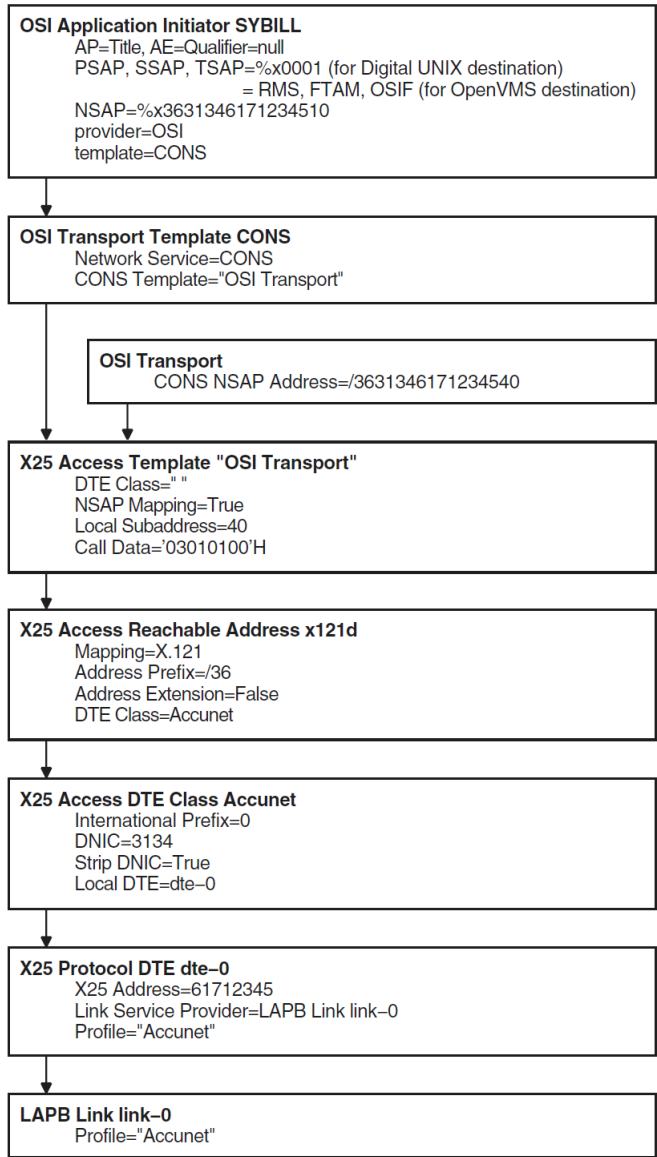 OSI Application Initiator SYBILL
AP=Title, AE=Qualifier=null
PSAP, SSAP, TSAP=%x0001 (for Digital UNIX destination)
= RMS, FTAM, OSIF (for OpenVMS destination)
NSAP=%x3631346171234510
provider=OSI
template=CONS
OSI Transport Template CONS
Network Service=CONS
CONS Template="OSI Transport"
OSI Transport
CONS NSAP Address=/3631346171234540
X25 Access Template "OSI Transport"
DTE Class=" "
NSAP Mapping=True
Local Subaddress=40
Call Data='03010100'H
X25 Access Reachable Address x121d
Mapping=X.121
Address Prefix=/36
Address Extension=False
DTE Class=Accunet
X25 Access DTE Class Accunet
International Prefix=0
DNIC=3134
Strip DNIC=True
Local DTE=dte–0
X25 Protocol DTE dte–0
X25 Address=61712345
Link Service Provider=LAPB Link link–0
Profile="Accunet"
LAPB Link link–0
Profile="Accunet"